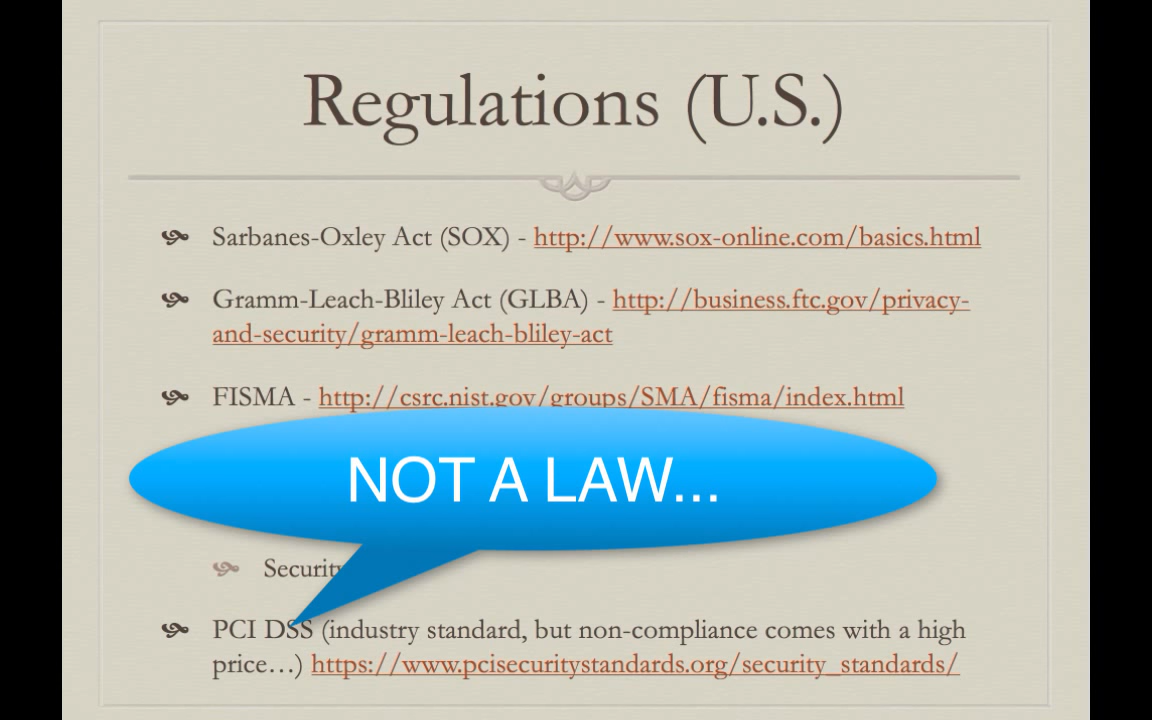 Regulations (U.S.)
Sarbanes-Oxley Act (SOX) - http://www.sox-online.com/basics.html
Gramm-Leach-Bliley Act (GLBA) - http://business.ftc.gov/privacy-
and-security/gramm-leach-bliley-act
FISMA - http://csrc.nist.gov/groups/SMA/fisma/index.html
NOT A LAW...
Security
PCI DSS (industry standard, but non-compliance comes with a high
price…) https://www.pcisecuritystandards.org/security_standards/